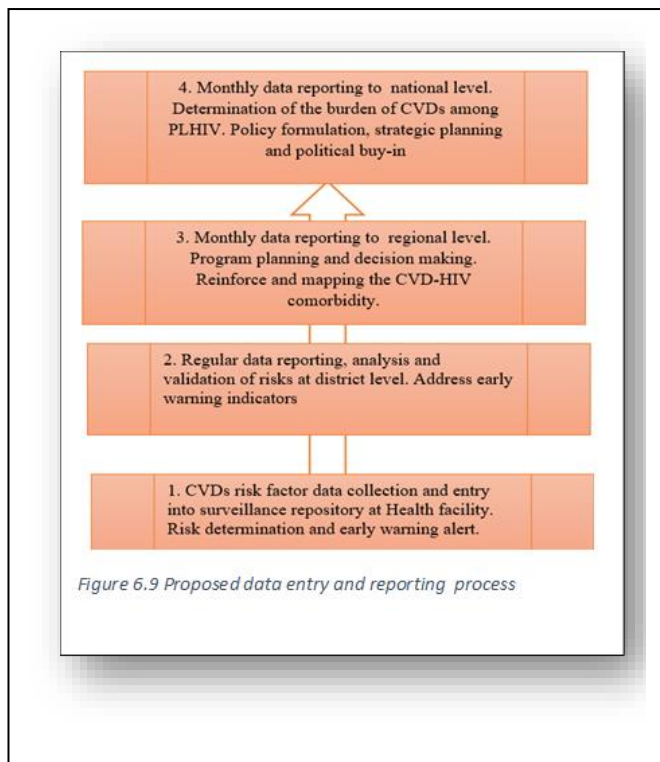 4. Monthly data reporting to national level.
Determination of the burden of CVDs among
PLHIV. Policy formulation, strategic planning
and political buy-in
3. Monthly data reporting to regional level.
Program planning and decision making.
Reinforce and mapping the CVD-HIV
comorbidity.
2. Regular data reporting, analysis and
validation of risks at district level. Address early
warning indicators
1. CVDs risk factor data collection and entry
into surveillance repository at Health facility.
Risk determination and early warning alert.
Figure 6.9 Proposed data entry and reporting process